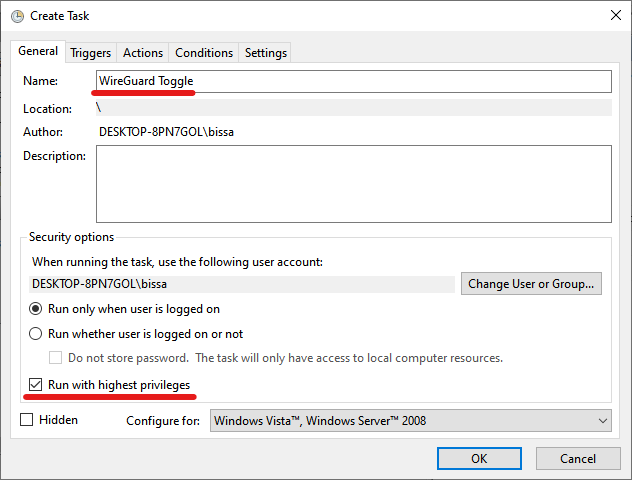 Create Task
General Triggers Actions Conditions Settings
Name: WireGuard Toggle
Location: \
Author: DESKTOP-8PN7GOL\bissa
Description:
Security options
When running the task, use the following user account:
DESKTOP-8PN7GOL\bissa Change User or Group...
Run only when user is logged on
Run whether user is logged on or not
Do not store password. The task will only have access to local computer resources.
Run with highest privileges
Hidden Configure for: Windows Vista™, Windows Server™ 2008
OK Cancel